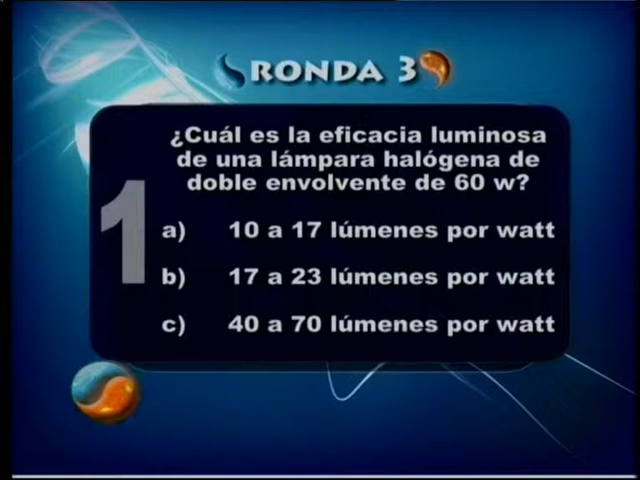 RONDA 3
1
¿Cuál es la eficacia luminosa
de una lámpara halógena de
doble envolvente de 60 w?
a) 10 a 17 lúmenes por watt
b) 17 a 23 lúmenes por watt
c) 40 a 70 lúmenes por watt